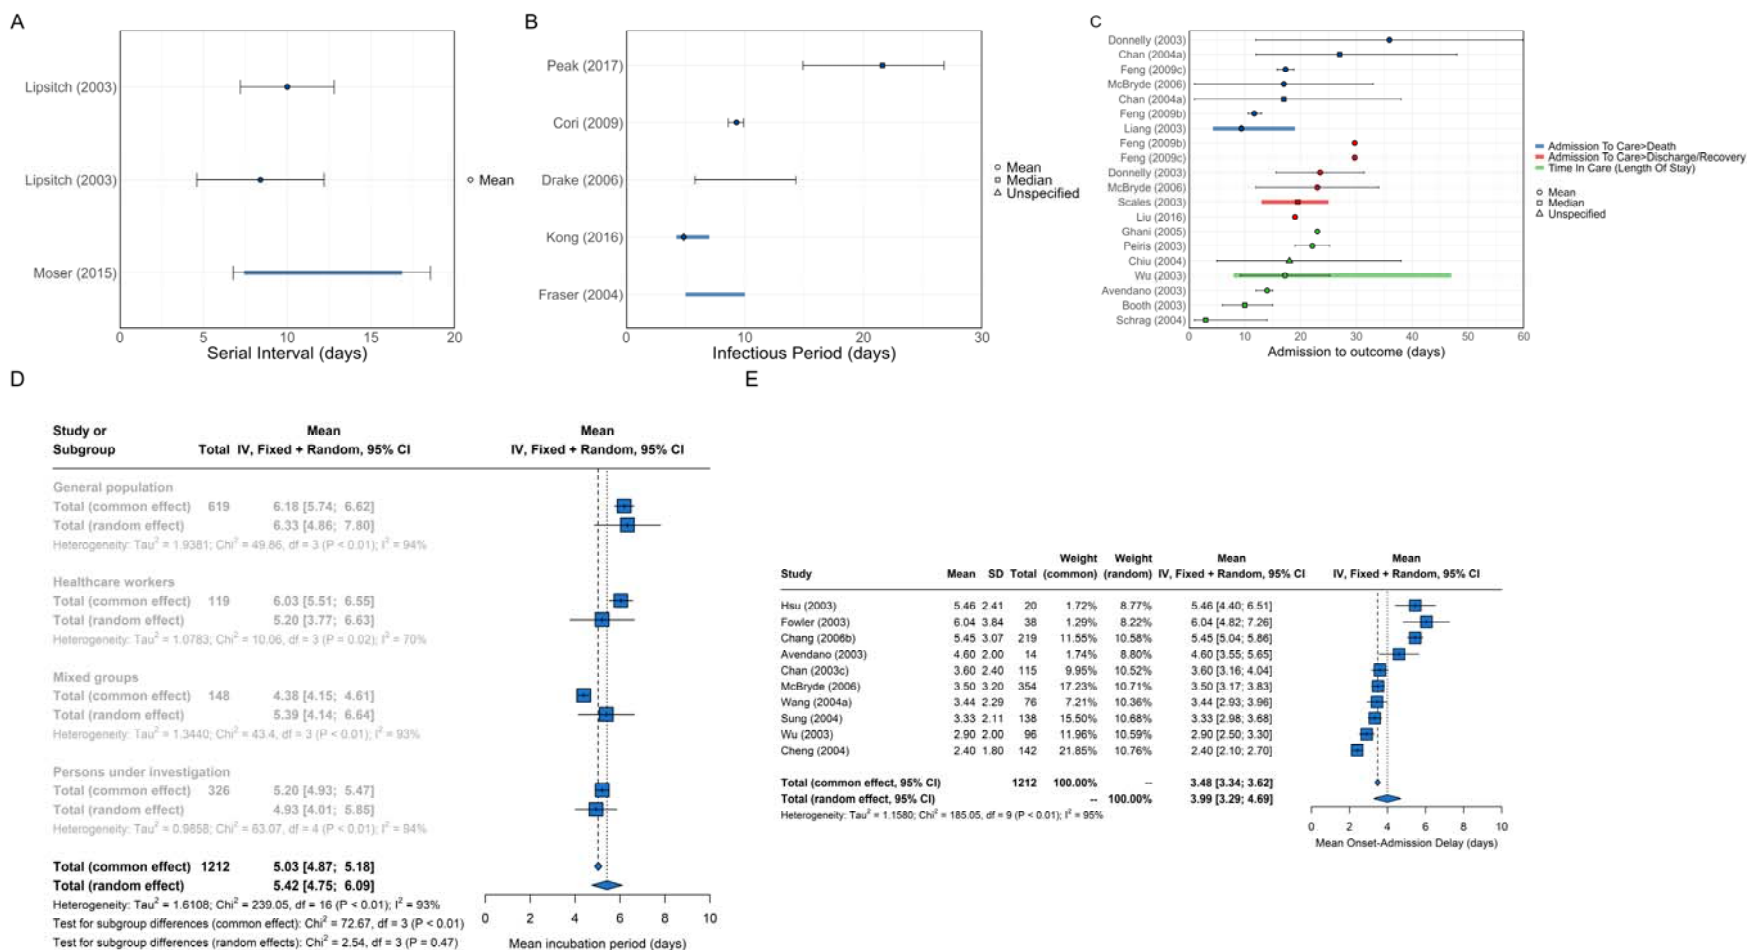 A
Lipsitch (2003)
Lipsitch (2003)
Moser (2015)
0 5 10 15 20
Serial Interval (days)
Mean
B
Peak (2017)
Cori (2009)
Drake (2006)
Kong (2016)
Fraser (2004)
0 10 20 30
Infectious Period (days)
Mean
Median
Unspecified
C
Donnelly (2003)
Chan (2004a)
Feng (2009c)
McBryde (2006)
Chan (2004a)
Feng (2009b)
Liang (2003)
Feng (2009b)
Feng (2009c)
Donnelly (2003)
McBryde (2006)
Scales (2003)
Liu (2016)
Ghani (2005)
Peiris (2003)
Chiu (2004)
Wu (2003)
Avendano (2003)
Booth (2003)
Schrag (2004)
0 10 20 30 40 50 60
Admission to outcome (days)
Admission To Care>Death
Admission To Care>Discharge/Recovery
Time In Care (Length Of Stay)
Mean
Median
Unspecified
D
Study or Mean Mean
Subgroup Total IV, Fixed + Random, 95% CI IV, Fixed + Random, 95% CI
General population
Total (common effect) 619 6.18 [5.74; 6.62]
Total (random effect) 6.33 [4.86; 7.80]
Heterogeneity: Tau² = 1.9381; Chi² = 49.86, df = 3 (P < 0.01); I² = 94%
Healthcare workers
Total (common effect) 119 6.03 [5.51; 6.55]
Total (random effect) 5.20 [3.77; 6.63]
Heterogeneity: Tau² = 1.0783; Chi² = 10.06, df = 3 (P = 0.02); I² = 70%
Mixed groups
Total (common effect) 148 4.38 [4.15; 4.61]
Total (random effect) 5.39 [4.14; 6.64]
Heterogeneity: Tau² = 1.3440; Chi² = 43.4, df = 3 (P < 0.01); I² = 93%
Persons under investigation
Total (common effect) 326 5.20 [4.93; 5.47]
Total (random effect) 4.93 [4.01; 5.85]
Heterogeneity: Tau² = 0.9858; Chi² = 63.07, df = 4 (P < 0.01); I² = 94%
Total (common effect) 1212 5.03 [4.87; 5.18]
Total (random effect) 5.42 [4.75; 6.09]
Heterogeneity: Tau² = 1.6108; Chi² = 239.05, df = 16 (P < 0.01); I² = 93%
Test for subgroup differences (common effect): Chi² = 72.67, df = 3 (P < 0.01)
Test for subgroup differences (random effects): Chi² = 2.54, df = 3 (P = 0.47)
0 2 4 6 8 10
Mean incubation period (days)
E
Weight Weight Mean Mean
Study Mean SD Total (common) (random) IV, Fixed + Random, 95% CI IV, Fixed + Random, 95% CI
Hsu (2003) 5.46 2.41 20 1.72% 8.77% 5.46 [4.40; 6.51]
Fowler (2003) 6.04 3.84 38 1.29% 8.22% 6.04 [4.82; 7.26]
Chang (2006b) 5.45 3.07 219 11.55% 10.58% 5.45 [5.04; 5.86]
Avendano (2003) 4.60 2.00 14 1.74% 8.80% 4.60 [3.55; 5.65]
Chan (2003c) 3.60 2.40 115 9.95% 10.52% 3.60 [3.16; 4.04]
McBryde (2006) 3.50 3.20 354 17.23% 10.71% 3.50 [3.17; 3.83]
Wang (2004a) 3.44 2.29 76 7.21% 10.36% 3.44 [2.93; 3.96]
Sung (2004) 3.33 2.11 138 15.50% 10.68% 3.33 [2.98; 3.68]
Wu (2003) 2.90 2.00 96 11.96% 10.59% 2.90 [2.50; 3.30]
Cheng (2004) 2.40 1.80 142 21.85% 10.76% 2.40 [2.10; 2.70]
Total (common effect, 95% CI) 1212 100.00% -- 3.48 [3.34; 3.62]
Total (random effect, 95% CI) -- 100.00% 3.99 [3.29; 4.69]
Heterogeneity: Tau² = 1.1580; Chi² = 185.05, df = 9 (P < 0.01); I² = 95%
0 2 4 6 8 10
Mean Onset-Admission Delay (days)